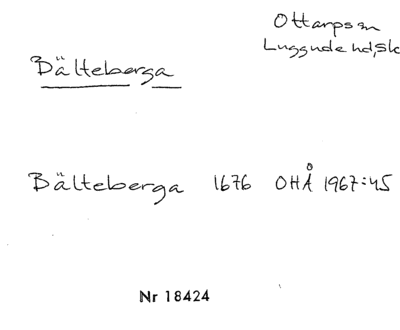 Ottarps sn
Luggude hd, Sk
Bälteberga
Bälteberga 1676 OHÅ 1967:45
Nr 18424